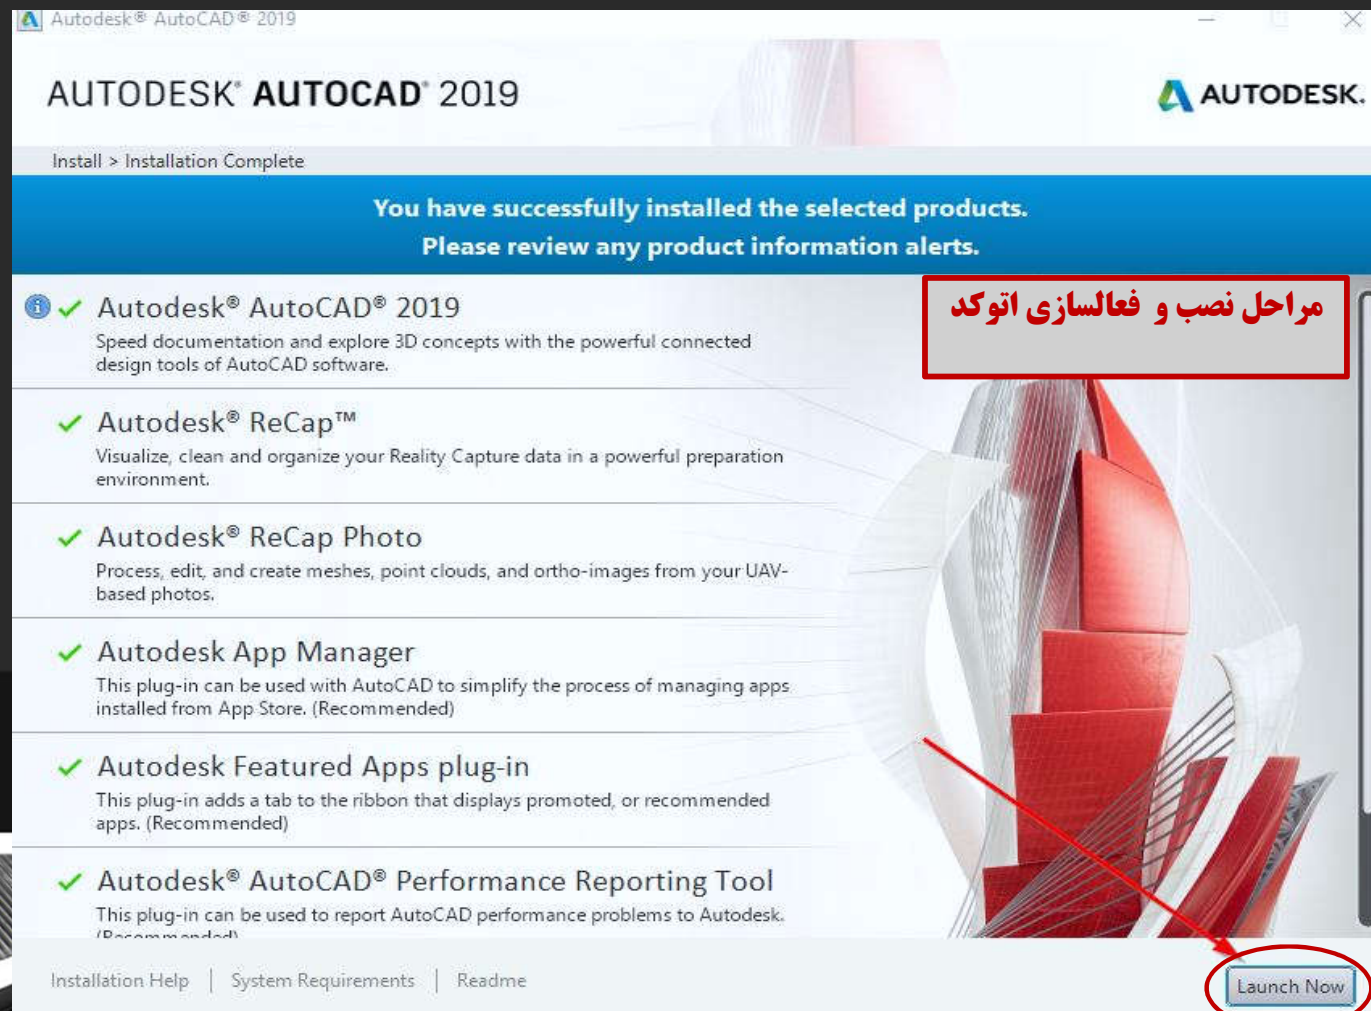 Autodesk® AutoCAD® 2019
AUTODESK® AUTOCAD® 2019
AUTODESK.
Install > Installation Complete
You have successfully installed the selected products.
Please review any product information alerts.
مراحل نصب و فعالسازی اتوکد
Autodesk® AutoCAD® 2019
Speed documentation and explore 3D concepts with the powerful connected
design tools of AutoCAD software.
Autodesk® ReCap™
Visualize, clean and organize your Reality Capture data in a powerful preparation
environment.
Autodesk® ReCap Photo
Process, edit, and create meshes, point clouds, and ortho-images from your UAV-
based photos.
Autodesk App Manager
This plug-in can be used with AutoCAD to simplify the process of managing apps
installed from App Store. (Recommended)
Autodesk Featured Apps plug-in
This plug-in adds a tab to the ribbon that displays promoted, or recommended
apps. (Recommended)
Autodesk® AutoCAD® Performance Reporting Tool
This plug-in can be used to report AutoCAD performance problems to Autodesk.
(Recommended)
Installation Help | System Requirements | Readme
Launch Now